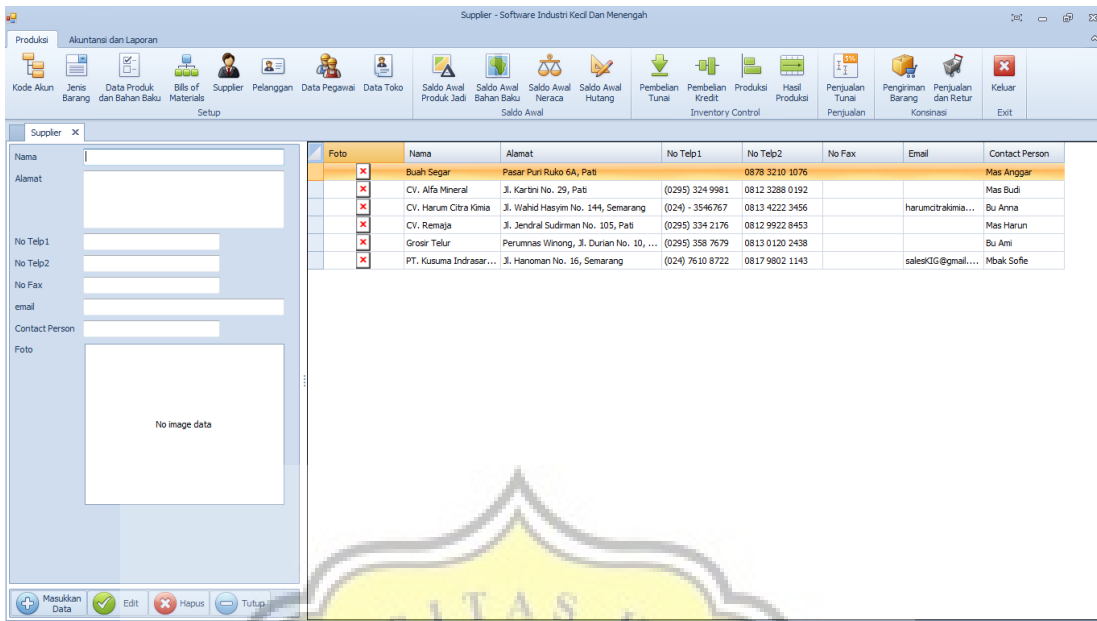 Supplier - Software Industri Kecil Dan Menengah
Produksi Akuntansi dan Laporan
Kode Akun Jenis Barang Data Produk dan Bahan Baku Bills of Materials Supplier Pelanggan Data Pegawai Data Toko Saldo Awal Produk Jadi Saldo Awal Bahan Baku Saldo Awal Neraca Saldo Awal Hutang Pembelian Tunai Pembelian Kredit Produksi Hasil Produksi Penjualan Tunai Pengiriman Barang Penjualan dan Retur Keluar
Setup Saldo Awal Inventory Control Penjualan Konsinasi Exit
Supplier X
Nama
Alamat
No Telp1
No Telp2
No Fax
email
Contact Person
Foto
No image data
Masukkan Data Edit Hapus Tutup
Foto Nama Alamat No Telp1 No Telp2 No Fax Email Contact Person
Buah Segar Pasar Puri Ruko 6A, Pati 0878 3210 1076 Mas Anggar
CV. Alfa Mineral Jl. Kartini No. 29, Pati (0295) 324 9981 0812 3288 0192 Mas Budi
CV. Harum Citra Kimia Jl. Wahid Hasyim No. 144, Semarang (024) - 3546767 0813 4222 3456 harumcitrakimia... Bu Anna
CV. Remaja Jl. Jendral Sudirman No. 105, Pati (0295) 334 2176 0812 9922 8453 Mas Harun
Grosir Telur Perumnas Winong, Jl. Durian No. 10, ... (0295) 358 7679 0813 0120 2438 Bu Ami
PT. Kusuma Indrasar... Jl. Hanoman No. 16, Semarang (024) 7610 8722 0817 9802 1143 salesKIG@gmail.... Mbak Sofie
ITAS